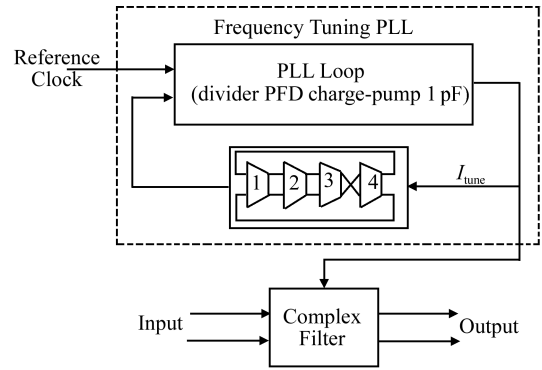 Frequency Tuning PLL
Reference
Clock
PLL Loop
(divider PFD charge-pump 1 pF)
1 2 3 4
Itune
Input
Complex
Filter
Output